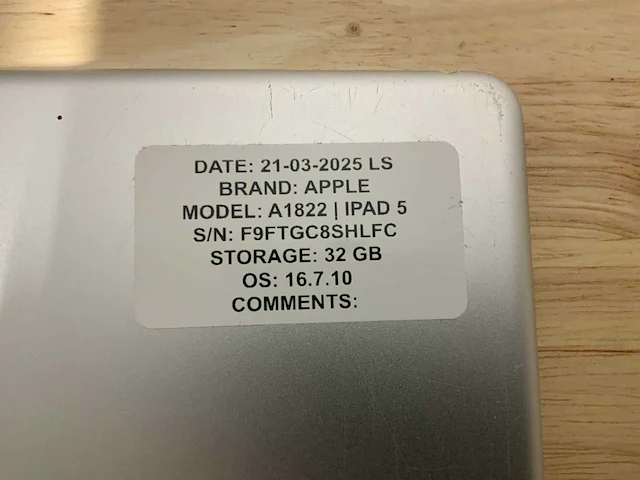 DATE: 21-03-2025 LS
BRAND: APPLE
MODEL: A1822 | IPAD 5
S/N: F9FTGC8SHLFC
STORAGE: 32 GB
OS: 16.7.10
COMMENTS: